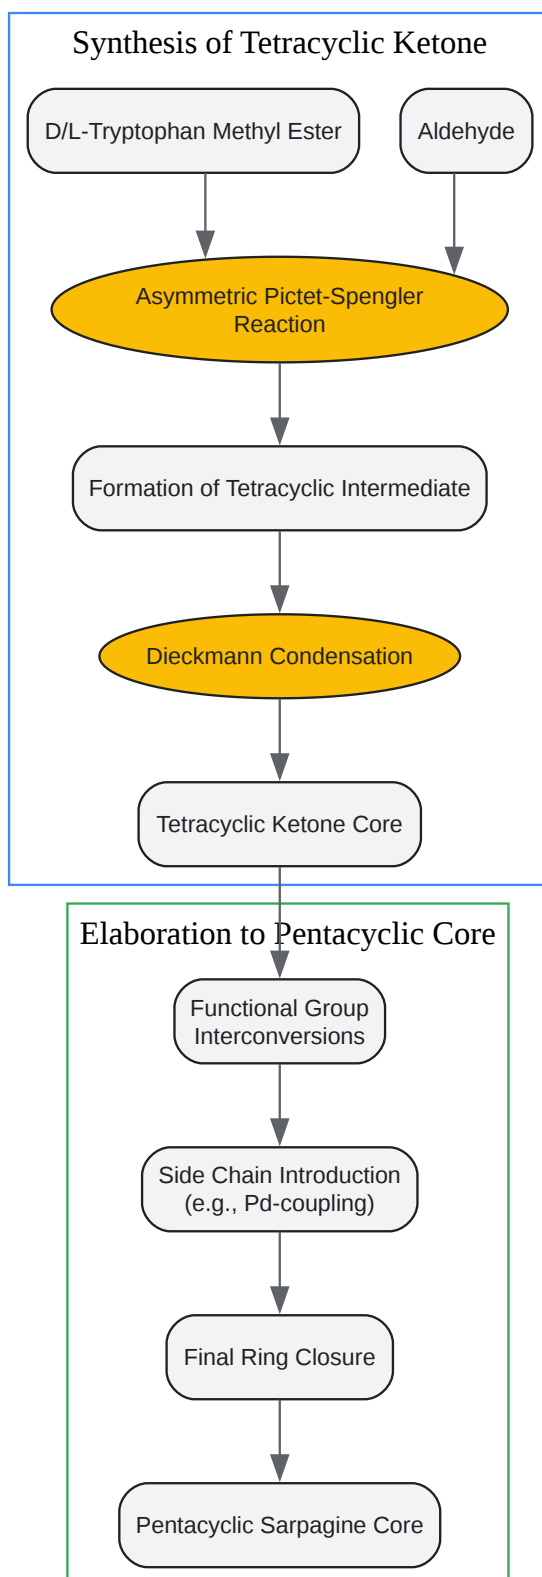 Synthesis of Tetracyclic Ketone
D/L-Tryptophan Methyl Ester
Aldehyde
Asymmetric Pictet-Spengler
Reaction
Formation of Tetracyclic Intermediate
Dieckmann Condensation
Tetracyclic Ketone Core
Elaboration to Pentacyclic Core
Functional Group
Interconversions
Side Chain Introduction
(e.g., Pd-coupling)
Final Ring Closure
Pentacyclic Sarpagine Core